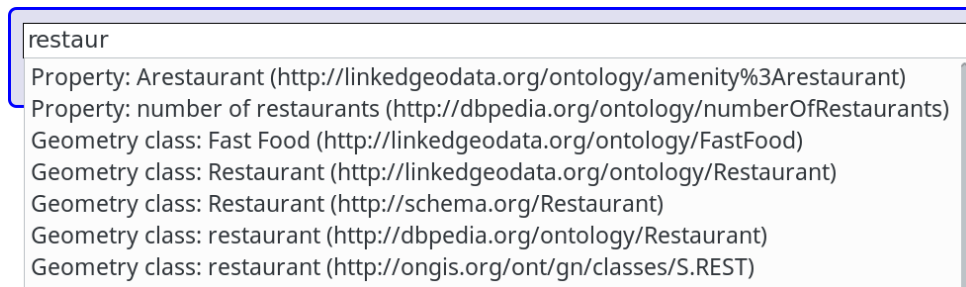 restaur
Property: Arestaurant (http://linkedgeodata.org/ontology/amenity%3Arestaurant)
Property: number of restaurants (http://dbpedia.org/ontology/numberOfRestaurants)
Geometry class: Fast Food (http://linkedgeodata.org/ontology/FastFood)
Geometry class: Restaurant (http://linkedgeodata.org/ontology/Restaurant)
Geometry class: Restaurant (http://schema.org/Restaurant)
Geometry class: restaurant (http://dbpedia.org/ontology/Restaurant)
Geometry class: restaurant (http://ongis.org/ont/gn/classes/S.REST)